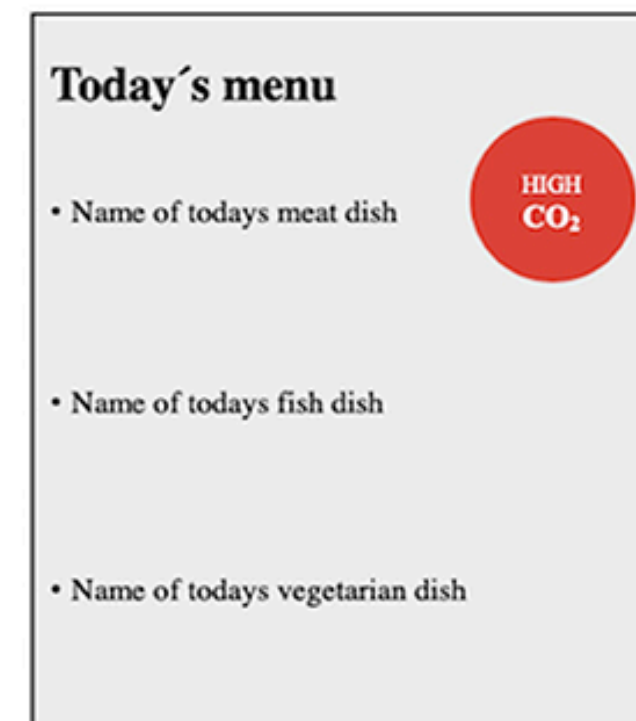 Today´s menu
HIGH
CO₂
• Name of todays meat dish
• Name of todays fish dish
• Name of todays vegetarian dish